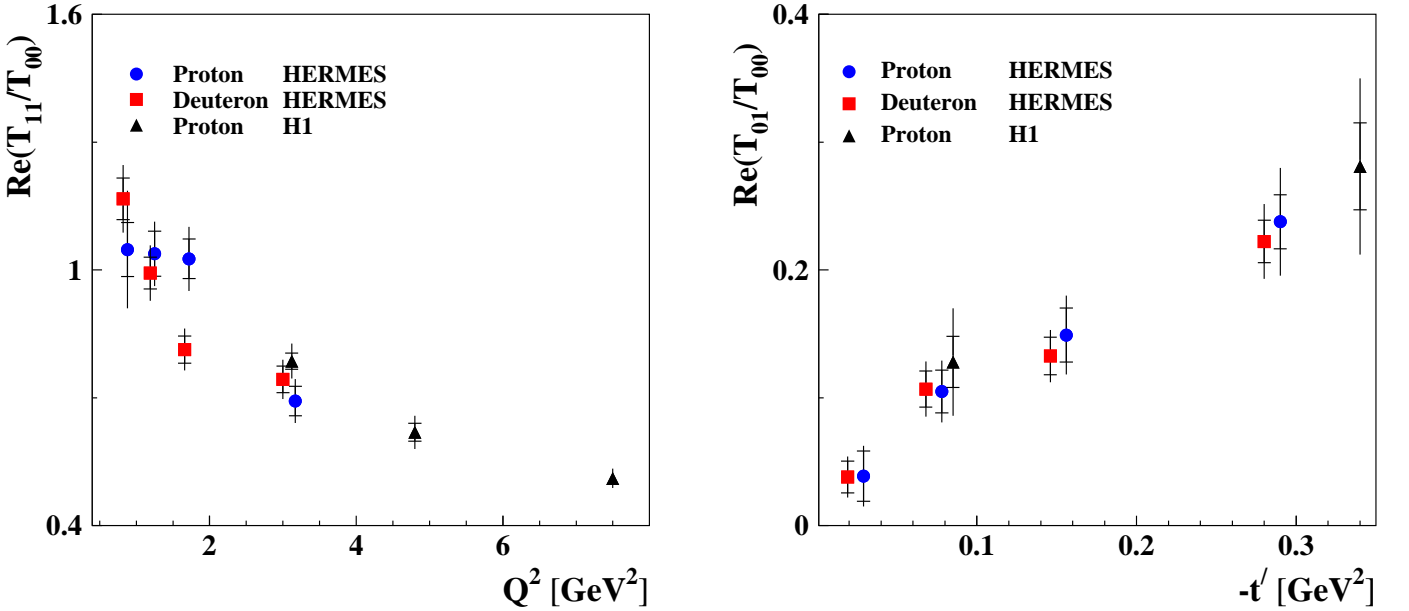 1.6
Re(T11/T00)
Proton HERMES
Deuteron HERMES
Proton H1
1
0.4
2 4 6
Q² [GeV²]
0.4
Re(T01/T00)
Proton HERMES
Deuteron HERMES
Proton H1
0.2
0
0.1 0.2 0.3
-t′ [GeV²]